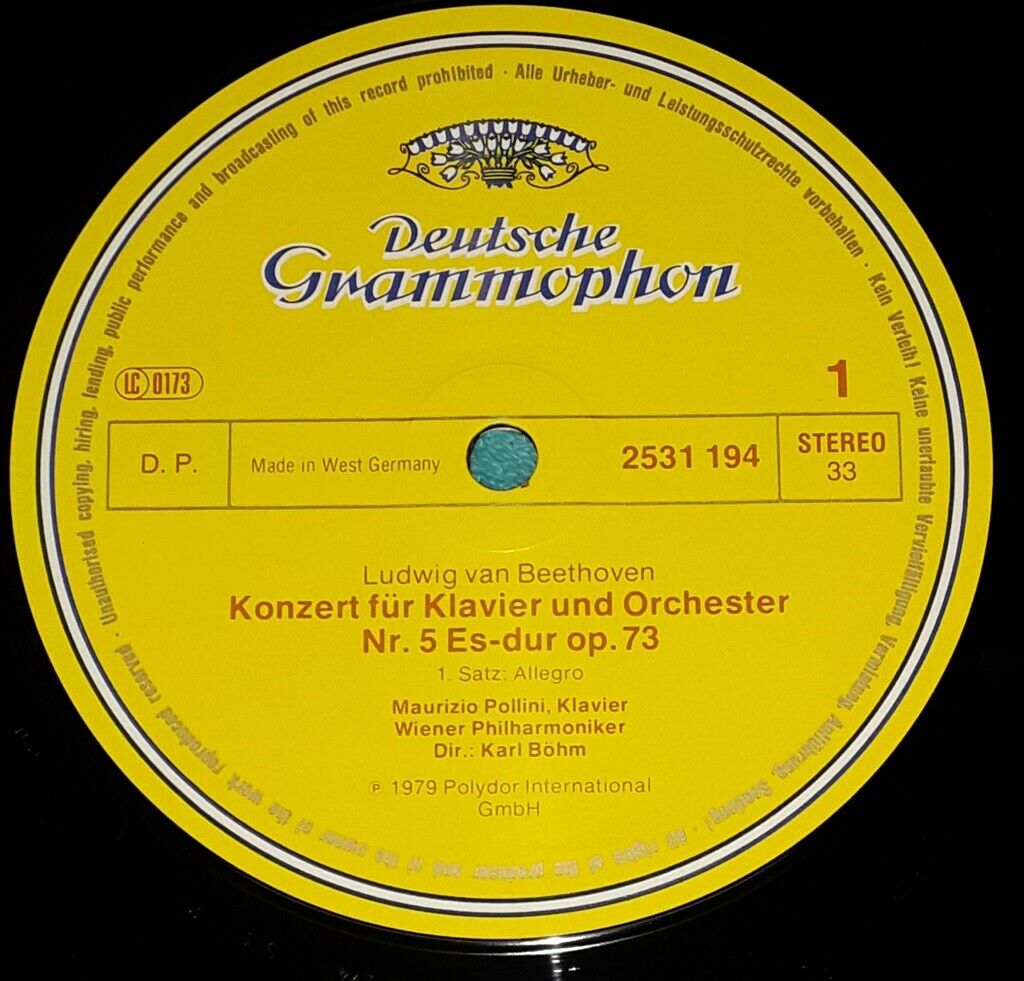 Unauthorised copying, hiring, lending, public performance and broadcasting of this record prohibited · Alle Urheber- und Leistungsschutzrechte vorbehalten · Kein Verleih! Keine unerlaubte Vervielfältigung, Vermietung, Aufführung, Sendung! · All rights of the producer and of the owner of the work reproduced reserved ·
Deutsche
Grammophon
LC 0173
1
D. P.
Made in West Germany
2531 194
STEREO
33
Ludwig van Beethoven
Konzert für Klavier und Orchester
Nr. 5 Es-dur op. 73
1. Satz: Allegro
Maurizio Pollini, Klavier
Wiener Philharmoniker
Dir.: Karl Böhm
℗ 1979 Polydor International
GmbH